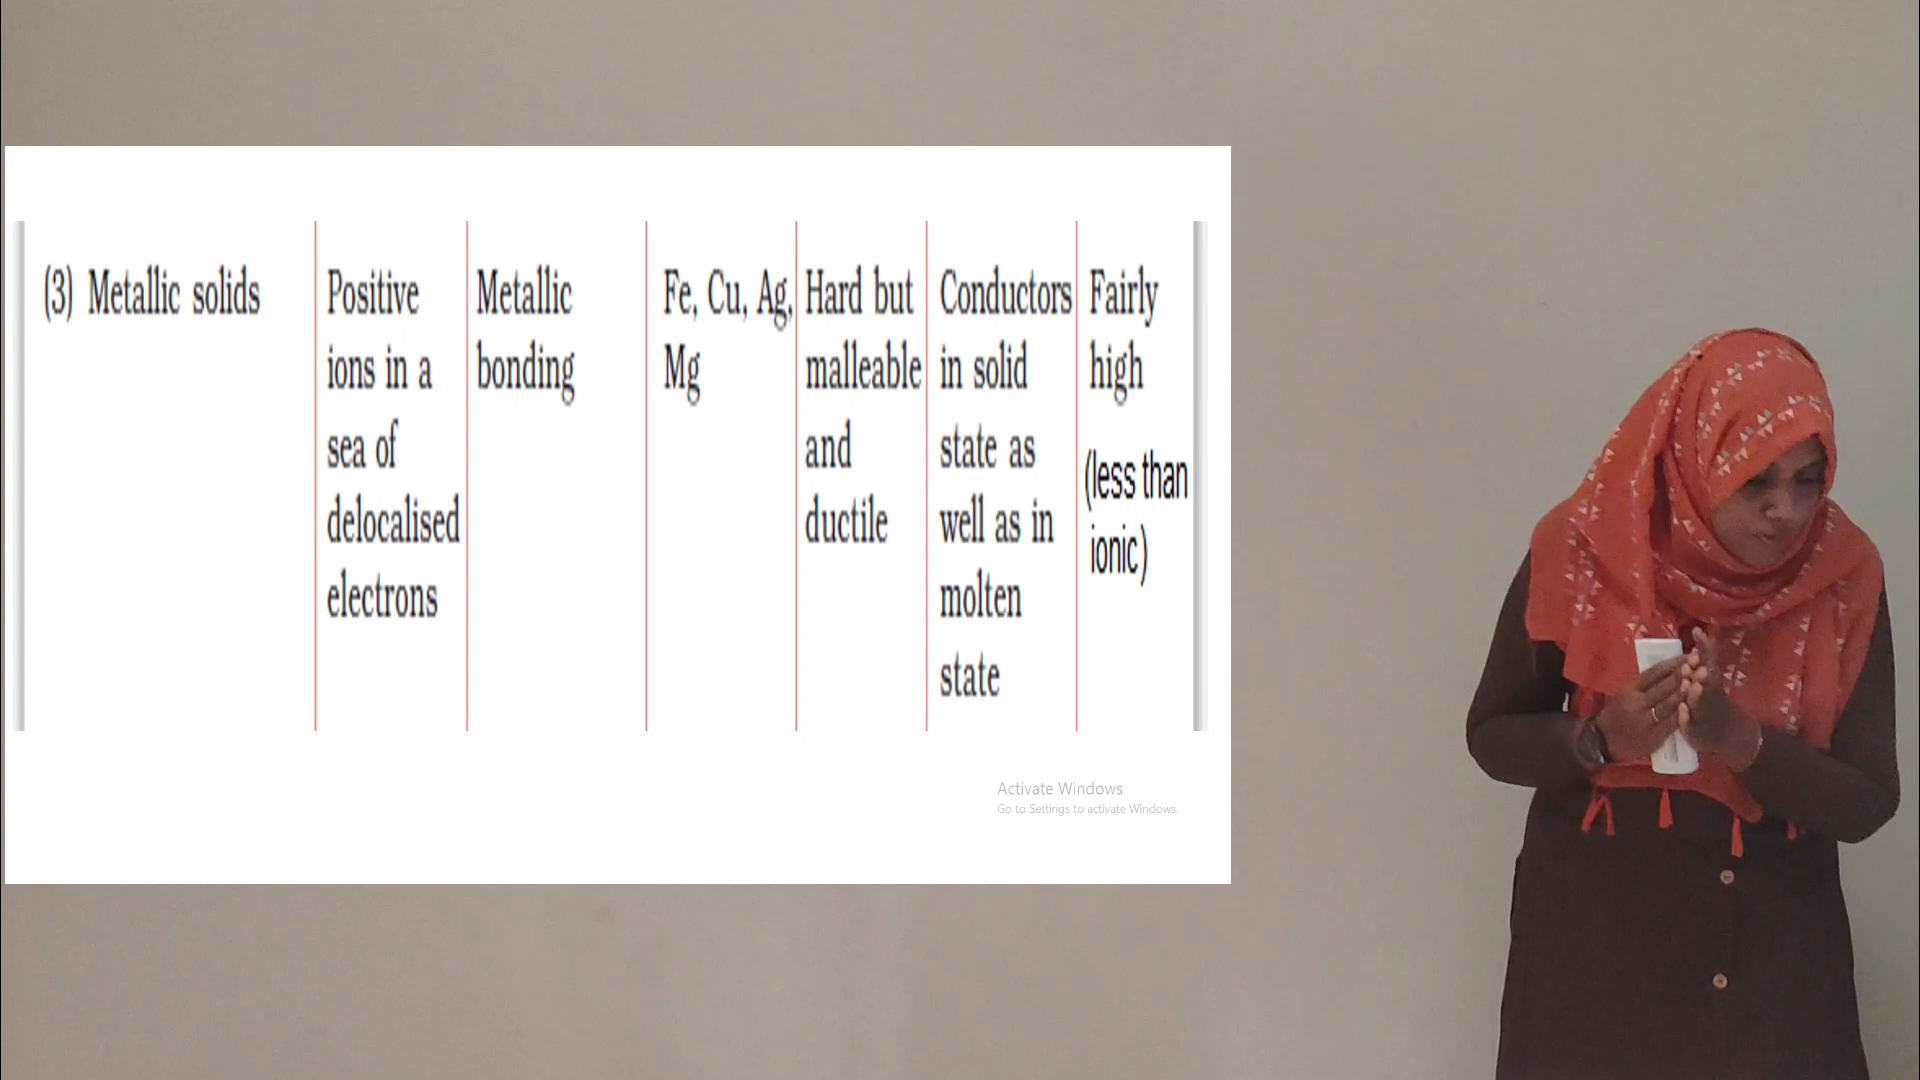 (3) Metallic solids
Positive
ions in a
sea of
delocalised
electrons
Metallic
bonding
Fe, Cu, Ag,
Mg
Hard but
malleable
and
ductile
Conductors
in solid
state as
well as in
molten
state
Fairly
high
(less than
ionic)
Activate Windows
Go to Settings to activate Windows.